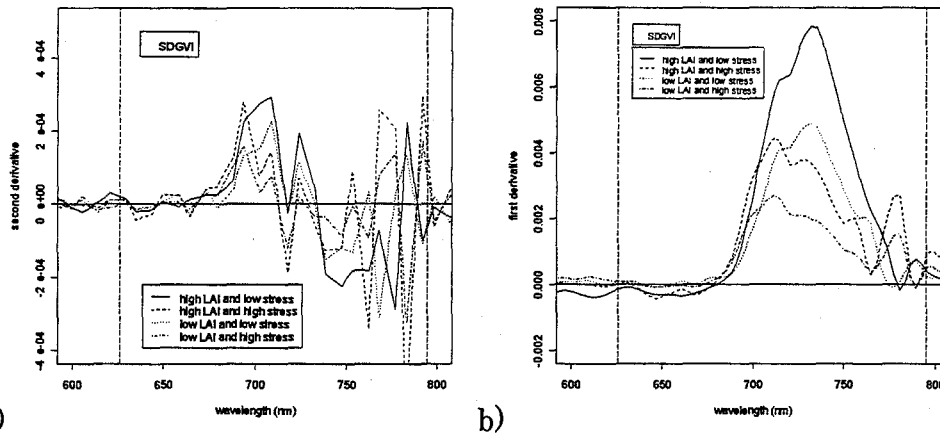 SDGVI
second derivative
4 e-04
2 e-04
0 e+00
-2 e-04
-4 e-04
high LAI and low stress
high LAI and high stress
low LAI and low stress
low LAI and high stress
600
650
700
750
800
wavelength (nm)
)
SDGVI
first derivative
0.008
0.006
0.004
0.002
0.000
-0.002
high LAI and low stress
high LAI and high stress
low LAI and low stress
low LAI and high stress
600
650
700
750
800
wavelength (nm)
b)